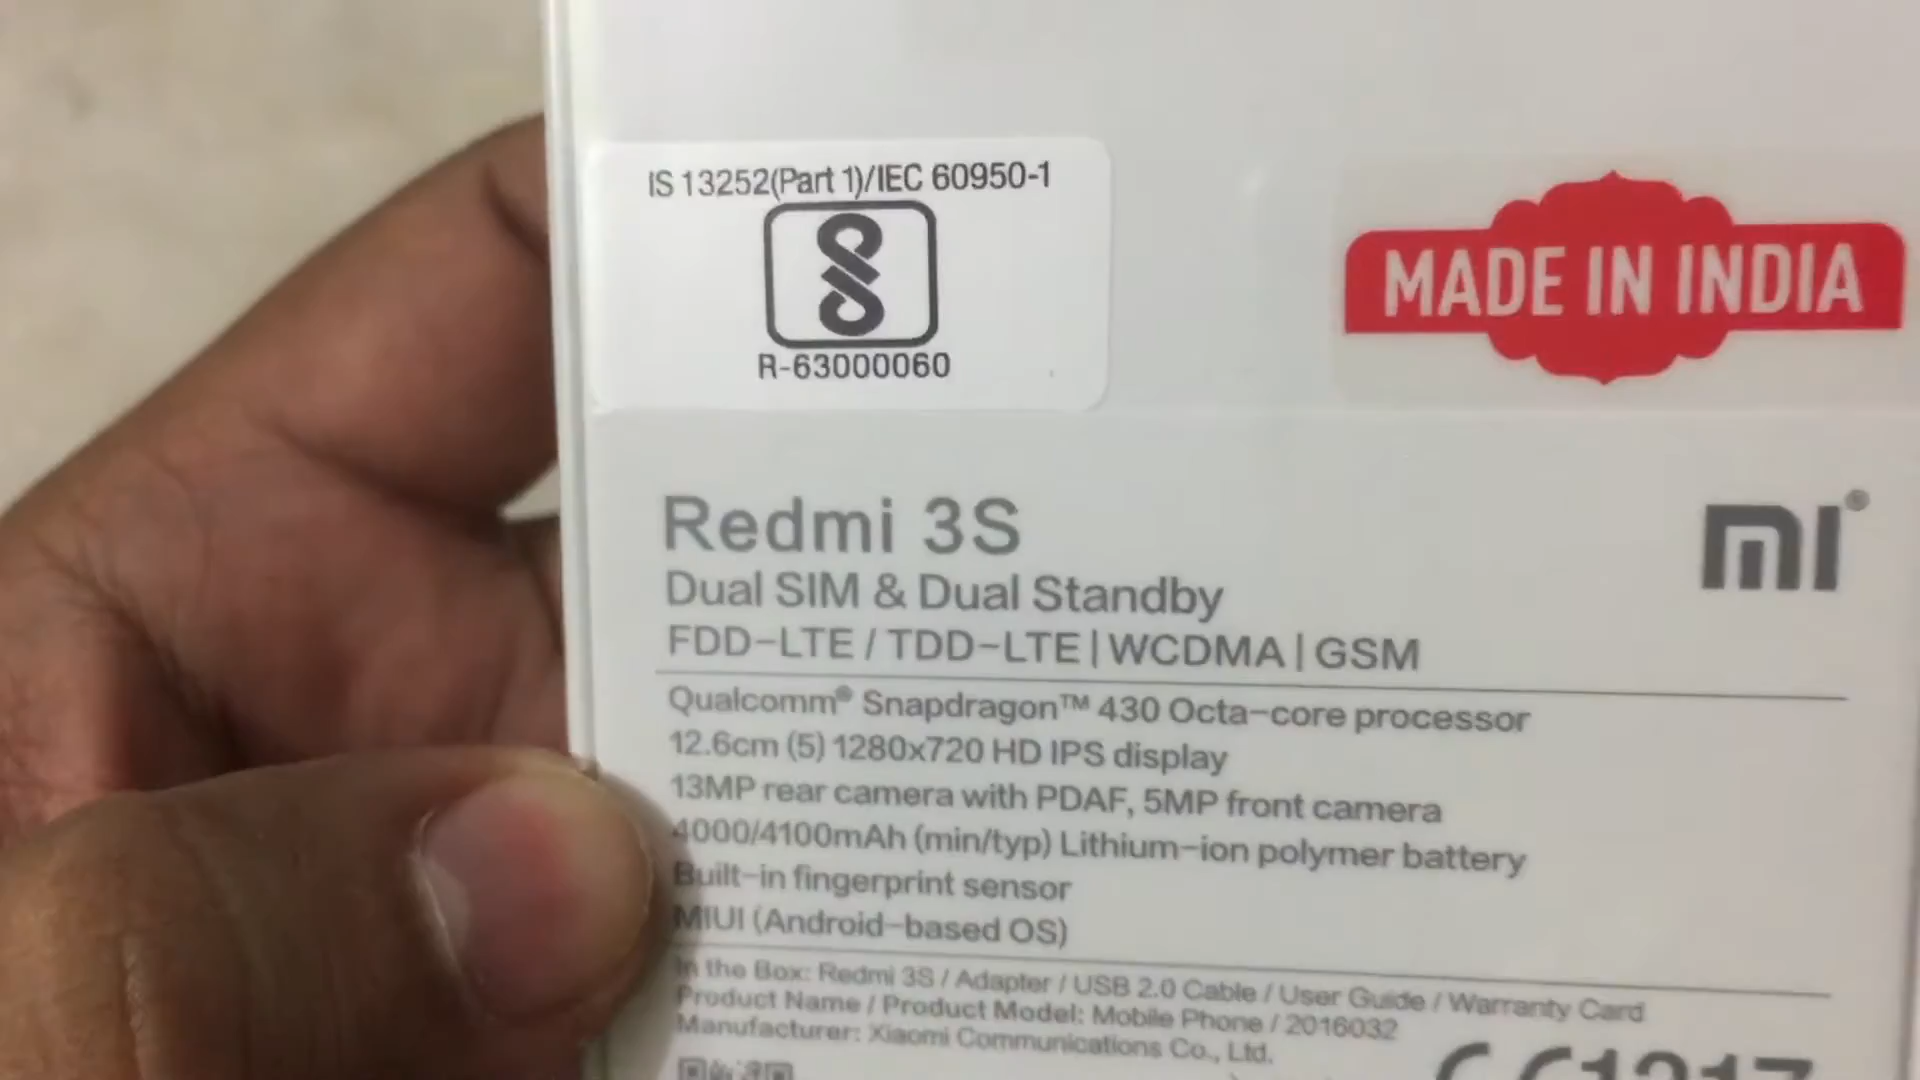 IS 13252(Part 1)/IEC 60950-1
R-63000060
MADE IN INDIA
Redmi 3S
mi®
Dual SIM & Dual Standby
FDD-LTE / TDD-LTE | WCDMA | GSM
Qualcomm® Snapdragon™ 430 Octa-core processor
12.6cm (5) 1280x720 HD IPS display
13MP rear camera with PDAF, 5MP front camera
4000/4100mAh (min/typ) Lithium-ion polymer battery
Built-in fingerprint sensor
MIUI (Android-based OS)
In the Box: Redmi 3S / Adapter / USB 2.0 Cable / User Guide / Warranty Card
Product Name / Product Model: Mobile Phone / 2016032
Manufacturer: Xiaomi Communications Co., Ltd.